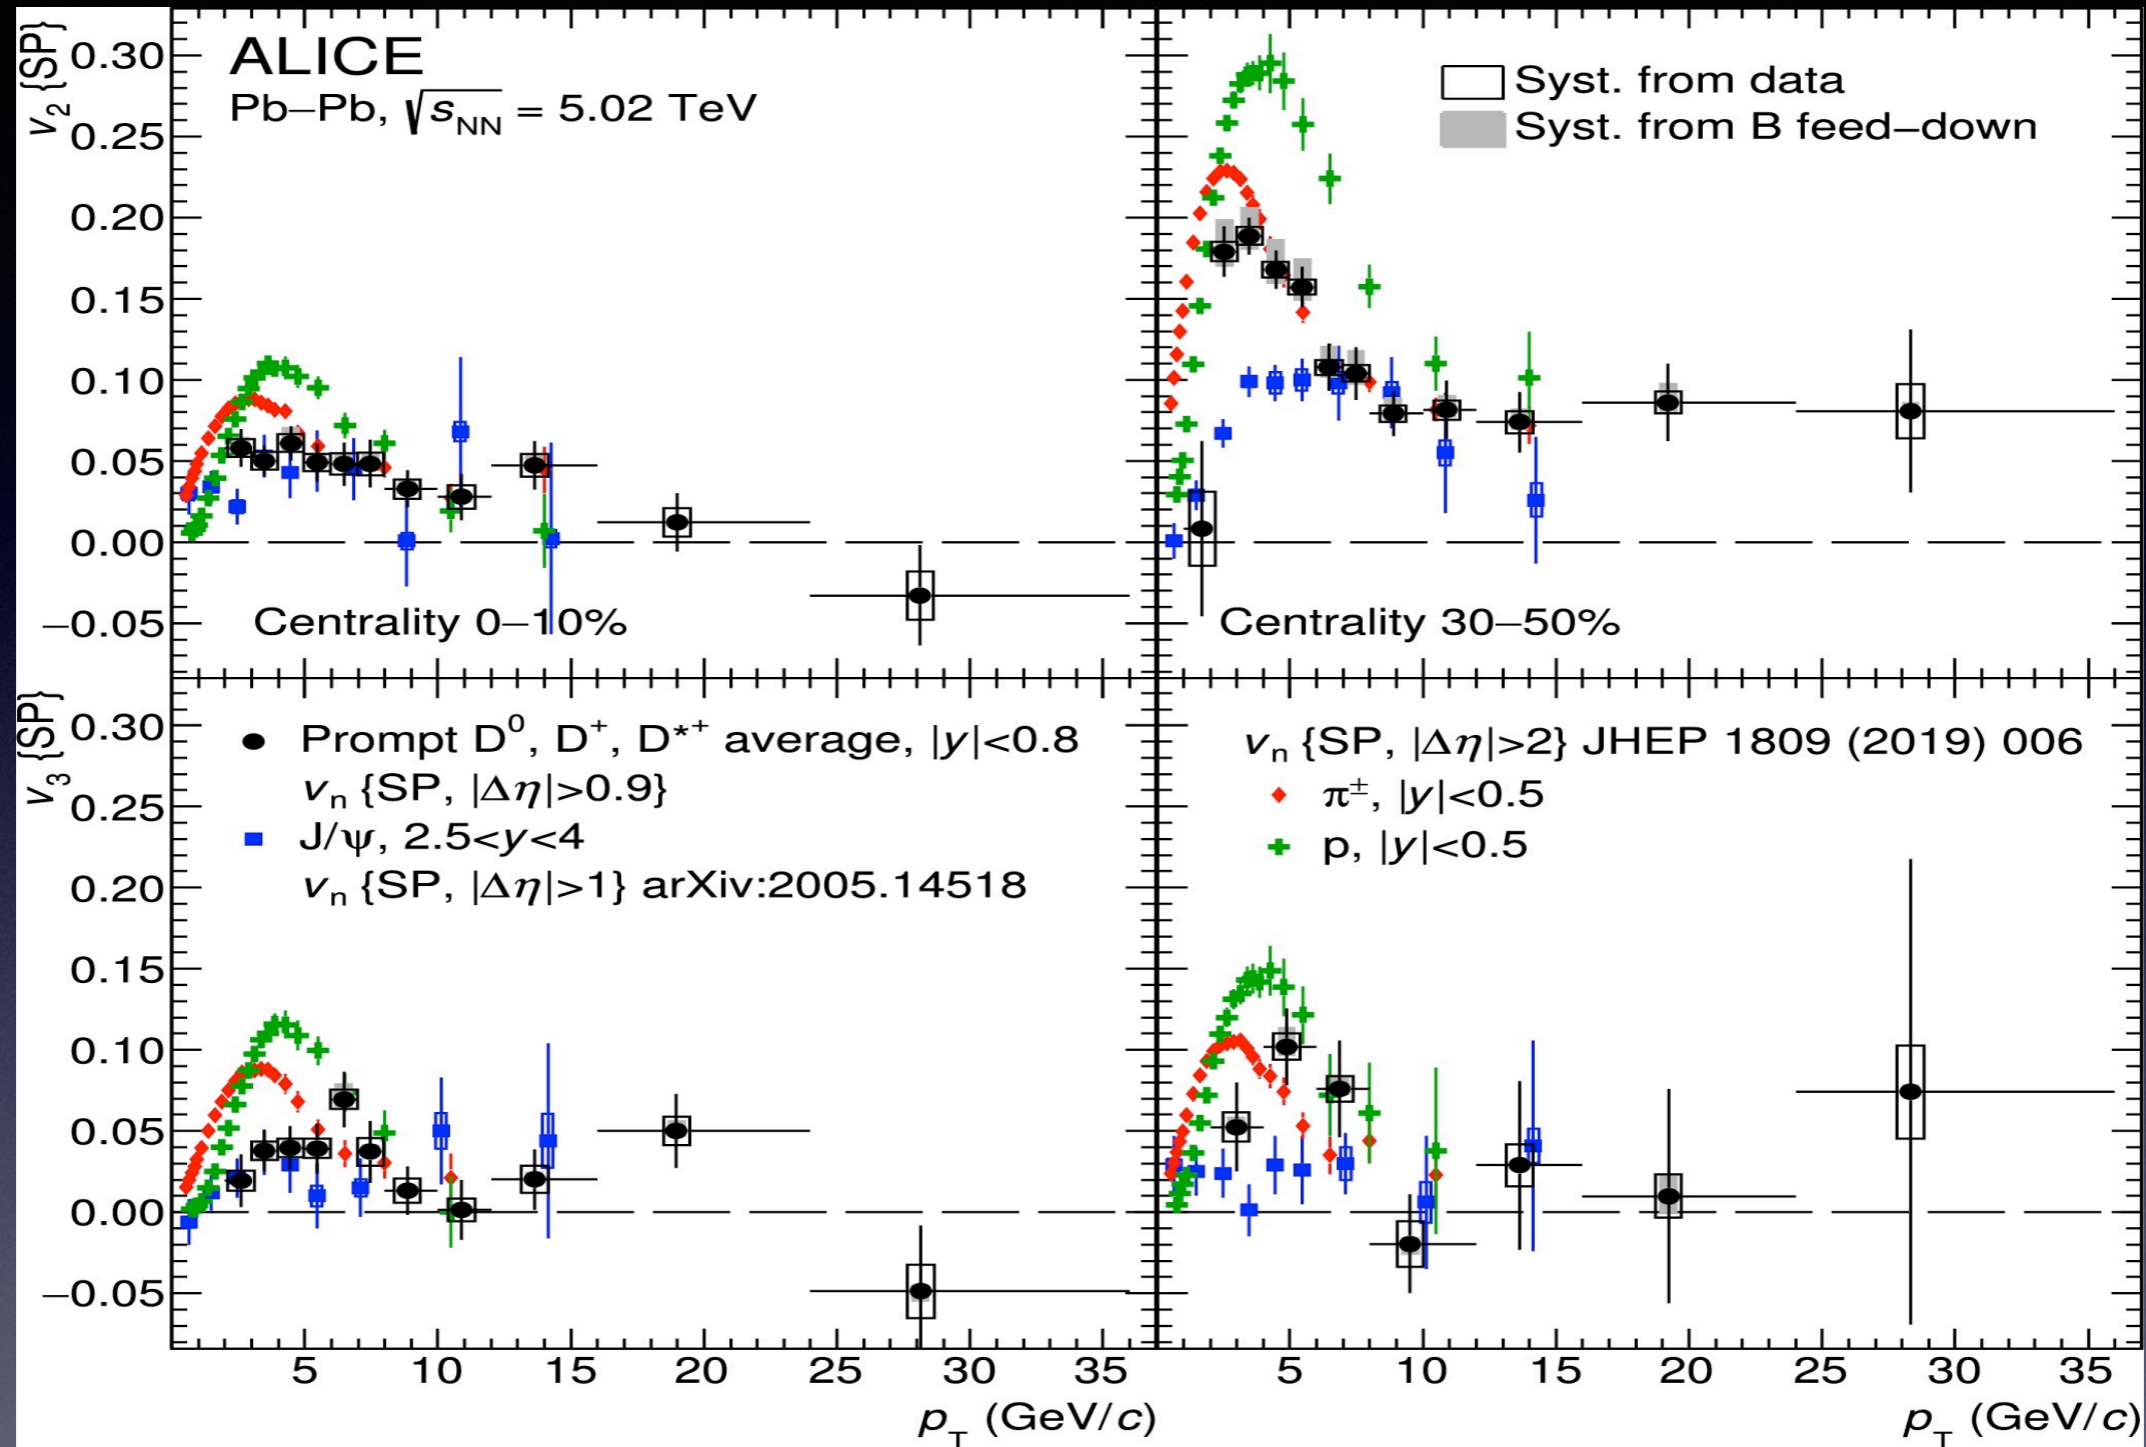 v2 {SP}
0.30
0.25
0.20
0.15
0.10
0.05
0.00
−0.05
ALICE
Pb−Pb, √sNN = 5.02 TeV
Centrality 0−10%
Syst. from data
Syst. from B feed−down
Centrality 30−50%
v3 {SP}
0.30
0.25
0.20
0.15
0.10
0.05
0.00
−0.05
Prompt D⁰, D⁺, D*⁺ average, |y|<0.8
vn {SP, |Δη|>0.9}
J/ψ, 2.5<y<4
vn {SP, |Δη|>1} arXiv:2005.14518
vn {SP, |Δη|>2} JHEP 1809 (2019) 006
π±, |y|<0.5
p, |y|<0.5
5 10 15 20 25 30 35
5 10 15 20 25 30 35
pT (GeV/c)
pT (GeV/c)